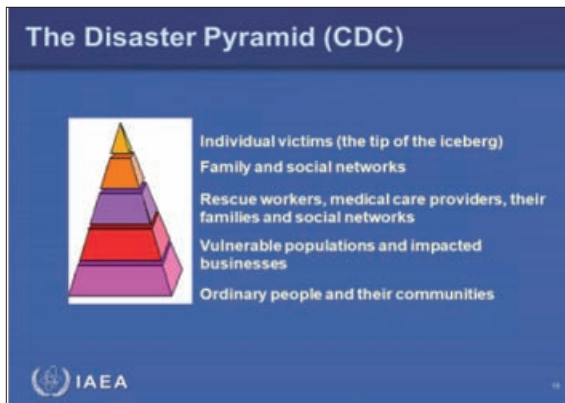 The Disaster Pyramid (CDC)
Individual victims (the tip of the iceberg)
Family and social networks
Rescue workers, medical care providers, their
families and social networks
Vulnerable populations and impacted
businesses
Ordinary people and their communities
IAEA